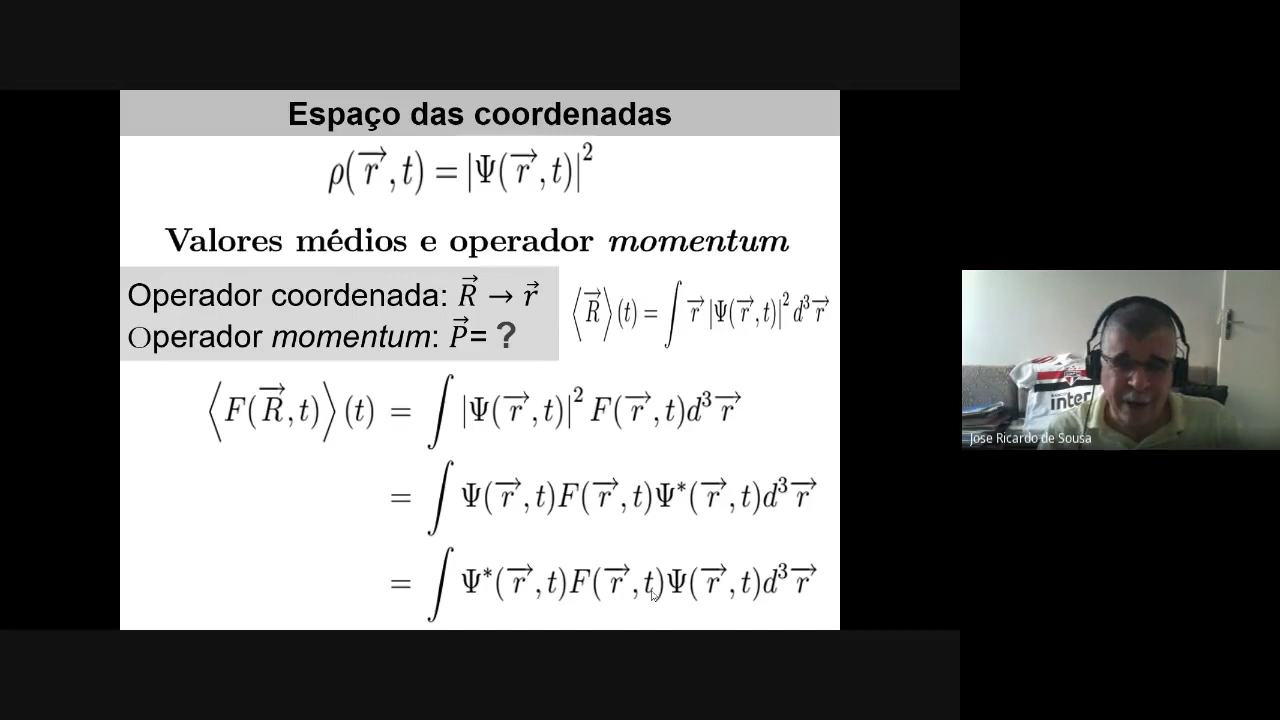 Espaço das coordenadas
ρ(r⃗, t) = |Ψ(r⃗, t)|²
Valores médios e operador momentum
Operador coordenada: R⃗ → r⃗
Operador momentum: P⃗= ?
⟨R⃗⟩(t) = ∫ r⃗ |Ψ(r⃗, t)|² d³r⃗
⟨F(R⃗, t)⟩(t) = ∫ |Ψ(r⃗, t)|² F(r⃗, t)d³r⃗
= ∫ Ψ(r⃗, t)F(r⃗, t)Ψ*(r⃗, t)d³r⃗
= ∫ Ψ*(r⃗, t)F(r⃗, t)Ψ(r⃗, t)d³r⃗
inter
Jose Ricardo de Sousa